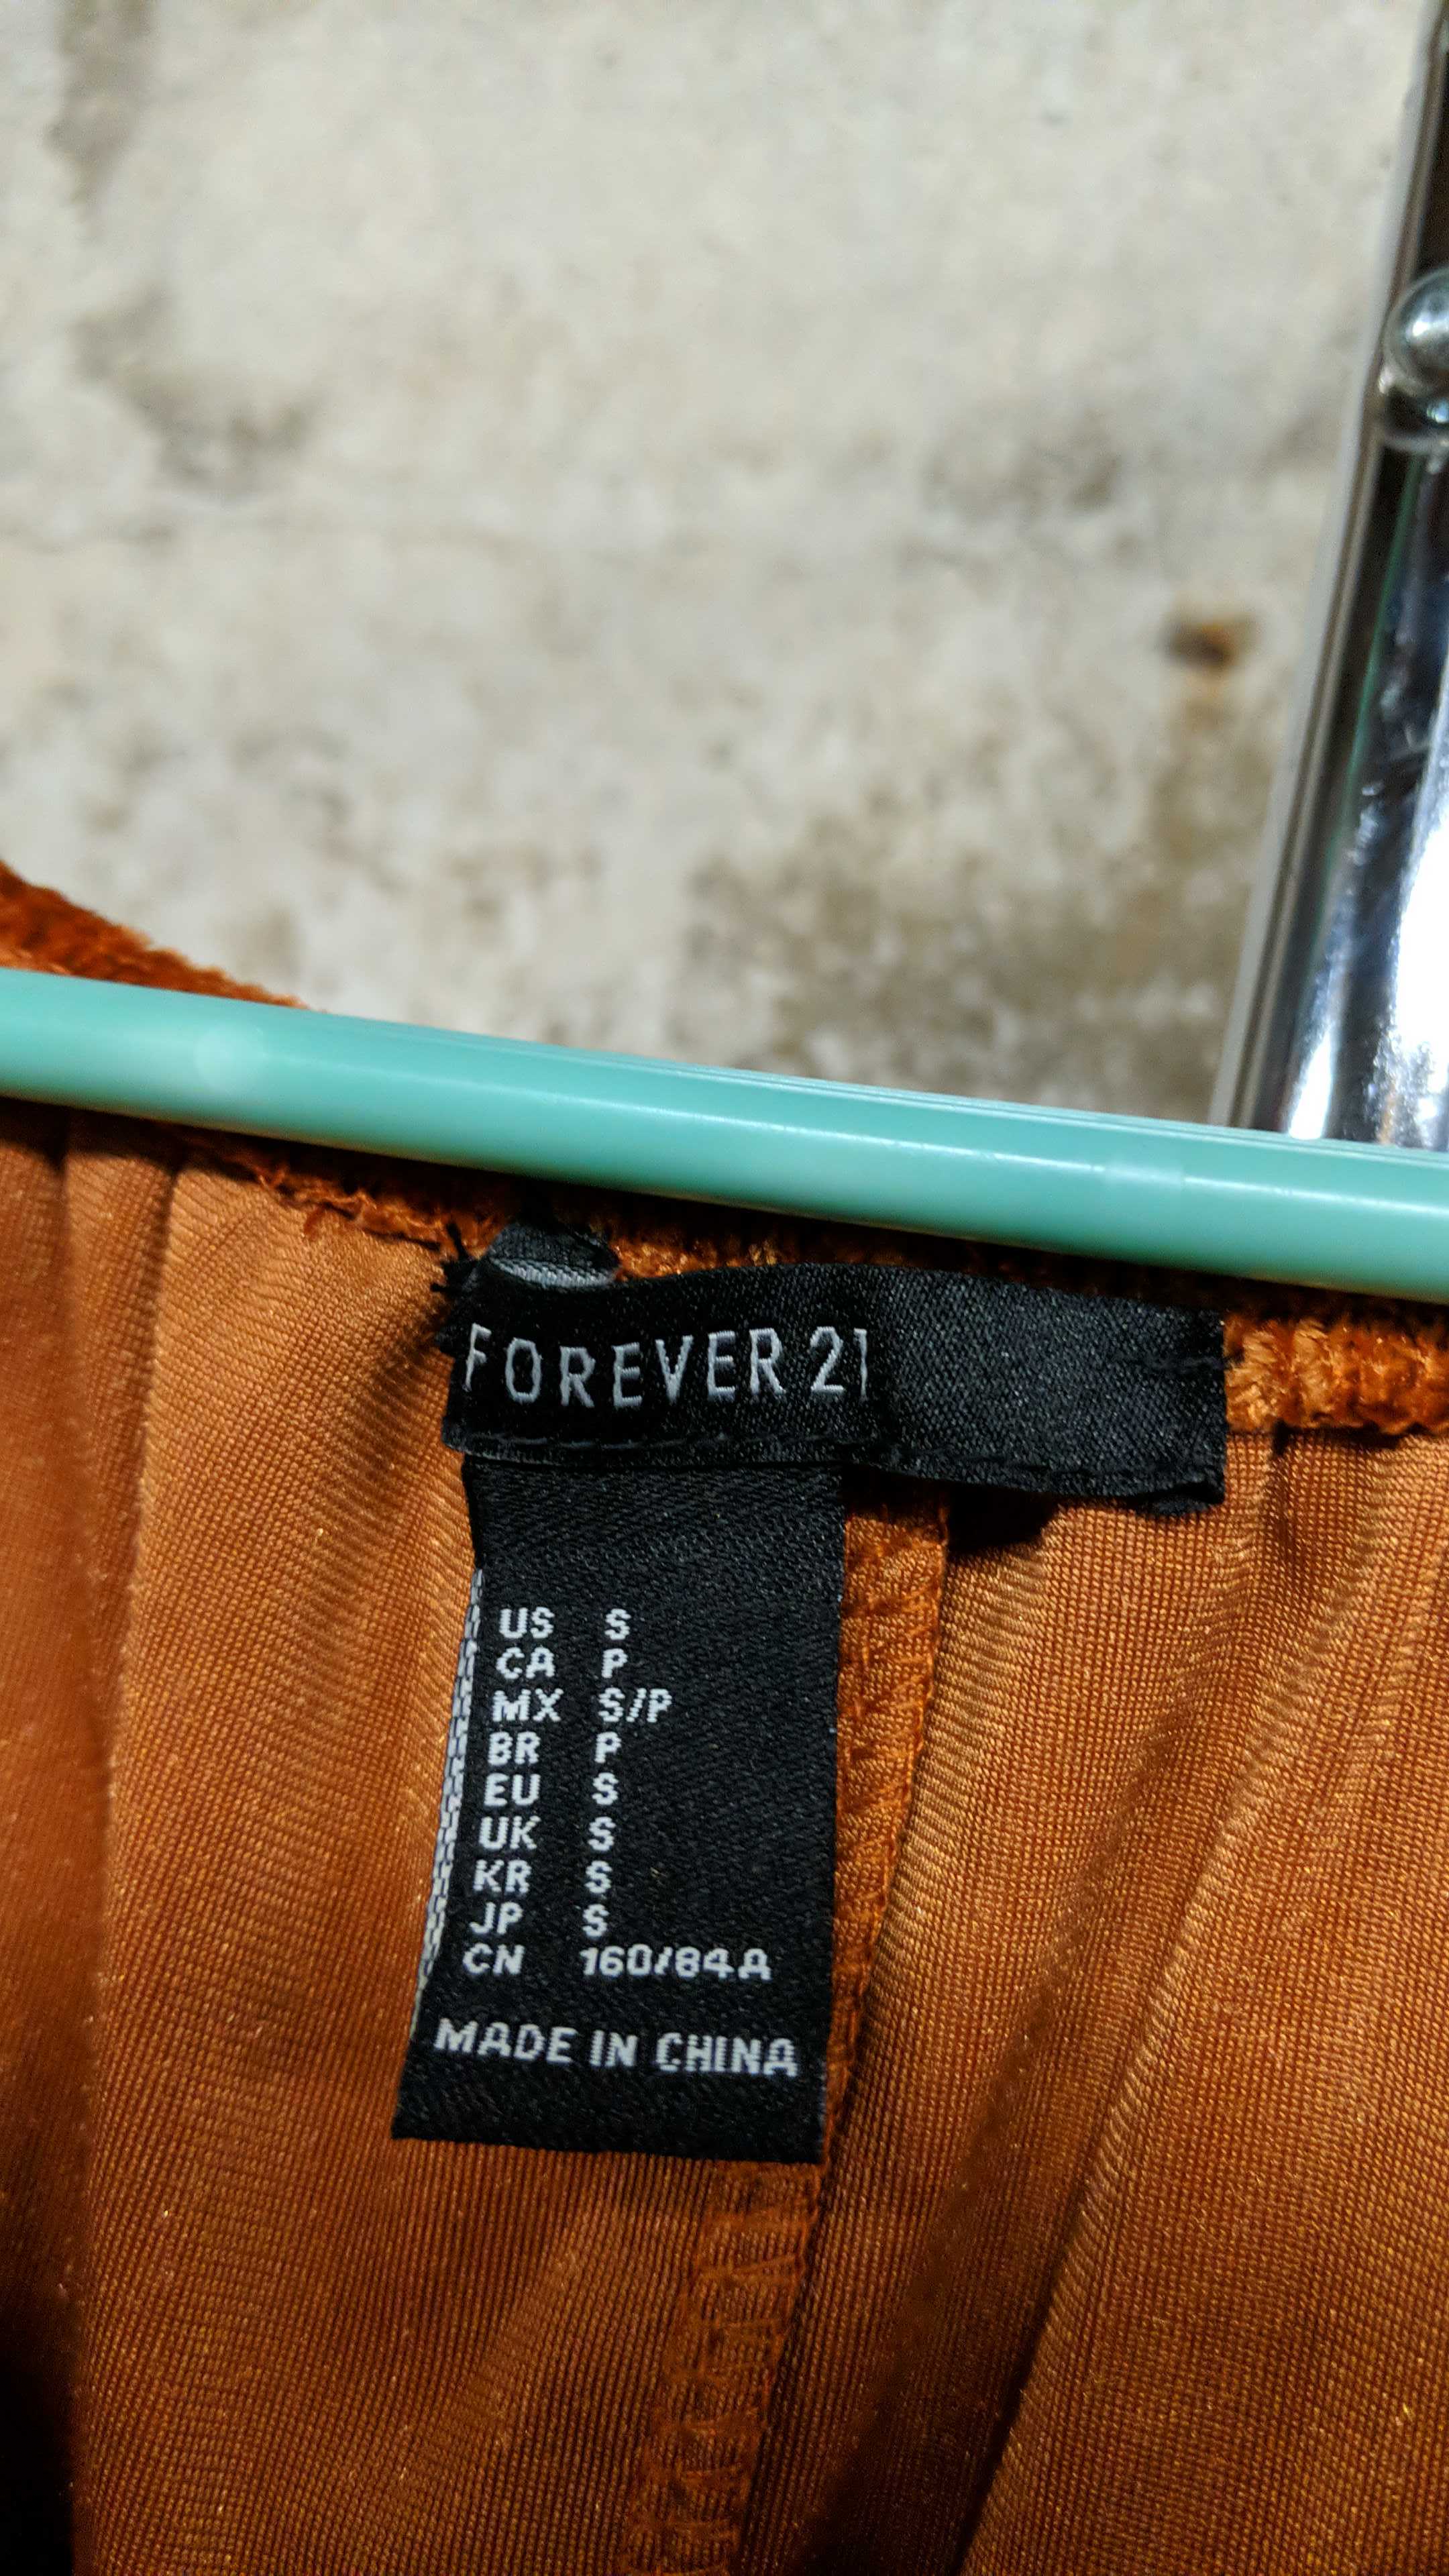 FOREVER 21
US S
CA P
MX S/P
BR P
EU S
UK S
KR S
JP S
CN 160/84A
MADE IN CHINA